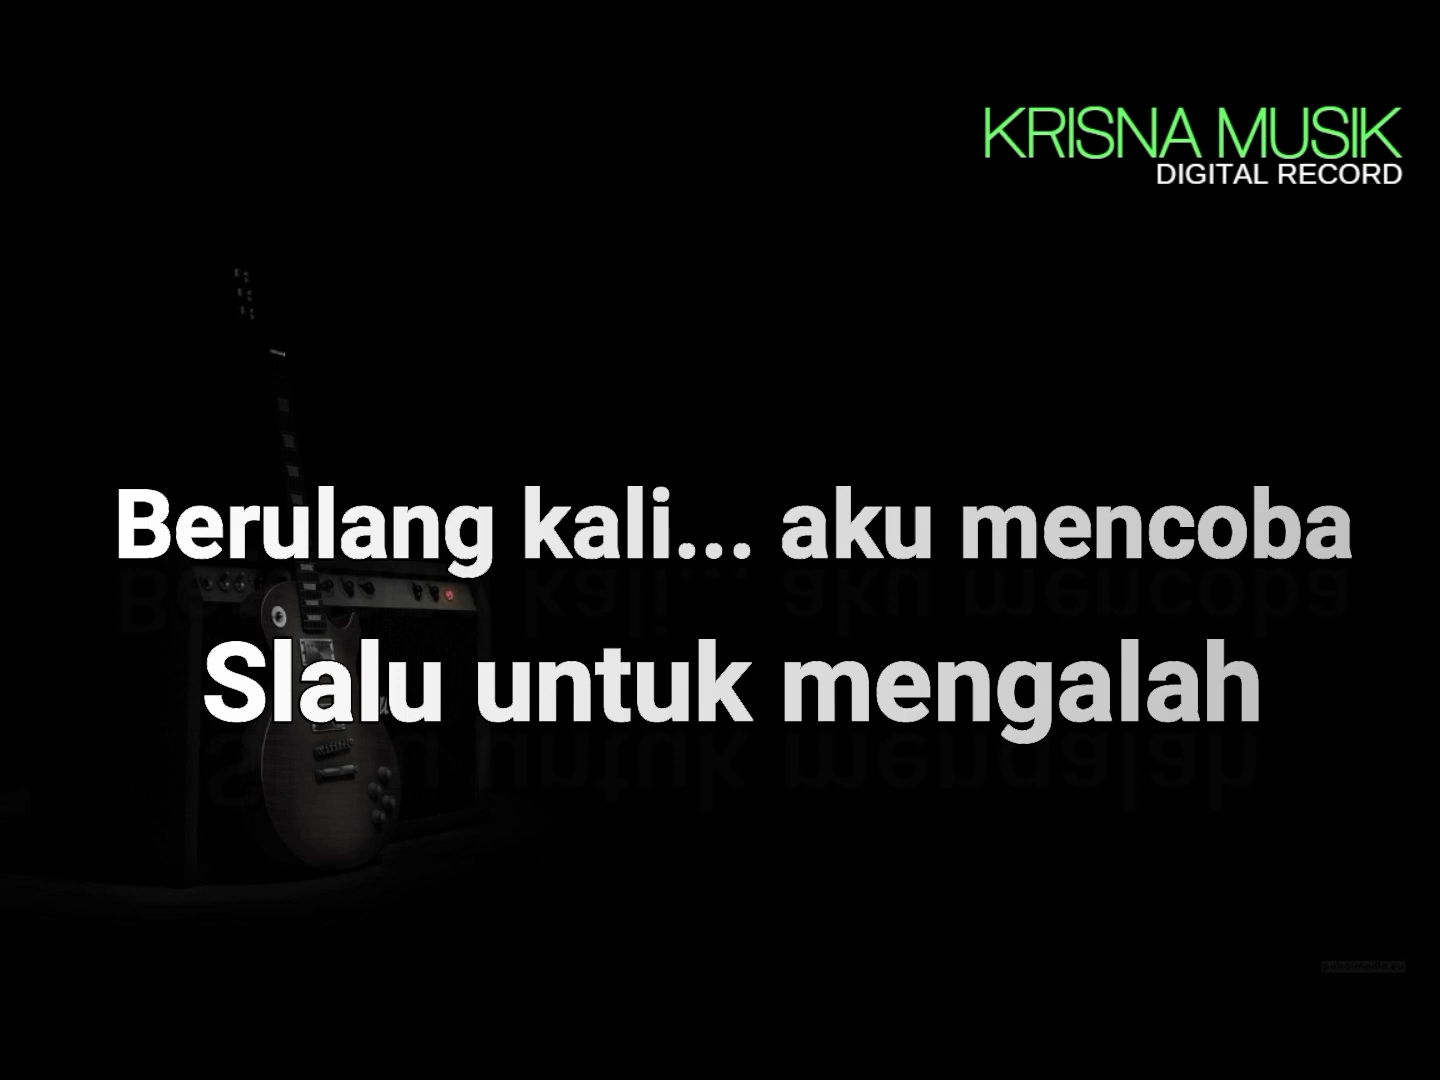 KRISNA MUSIK
DIGITAL RECORD
Berulang kali... aku mencoba
Slalu untuk mengalah